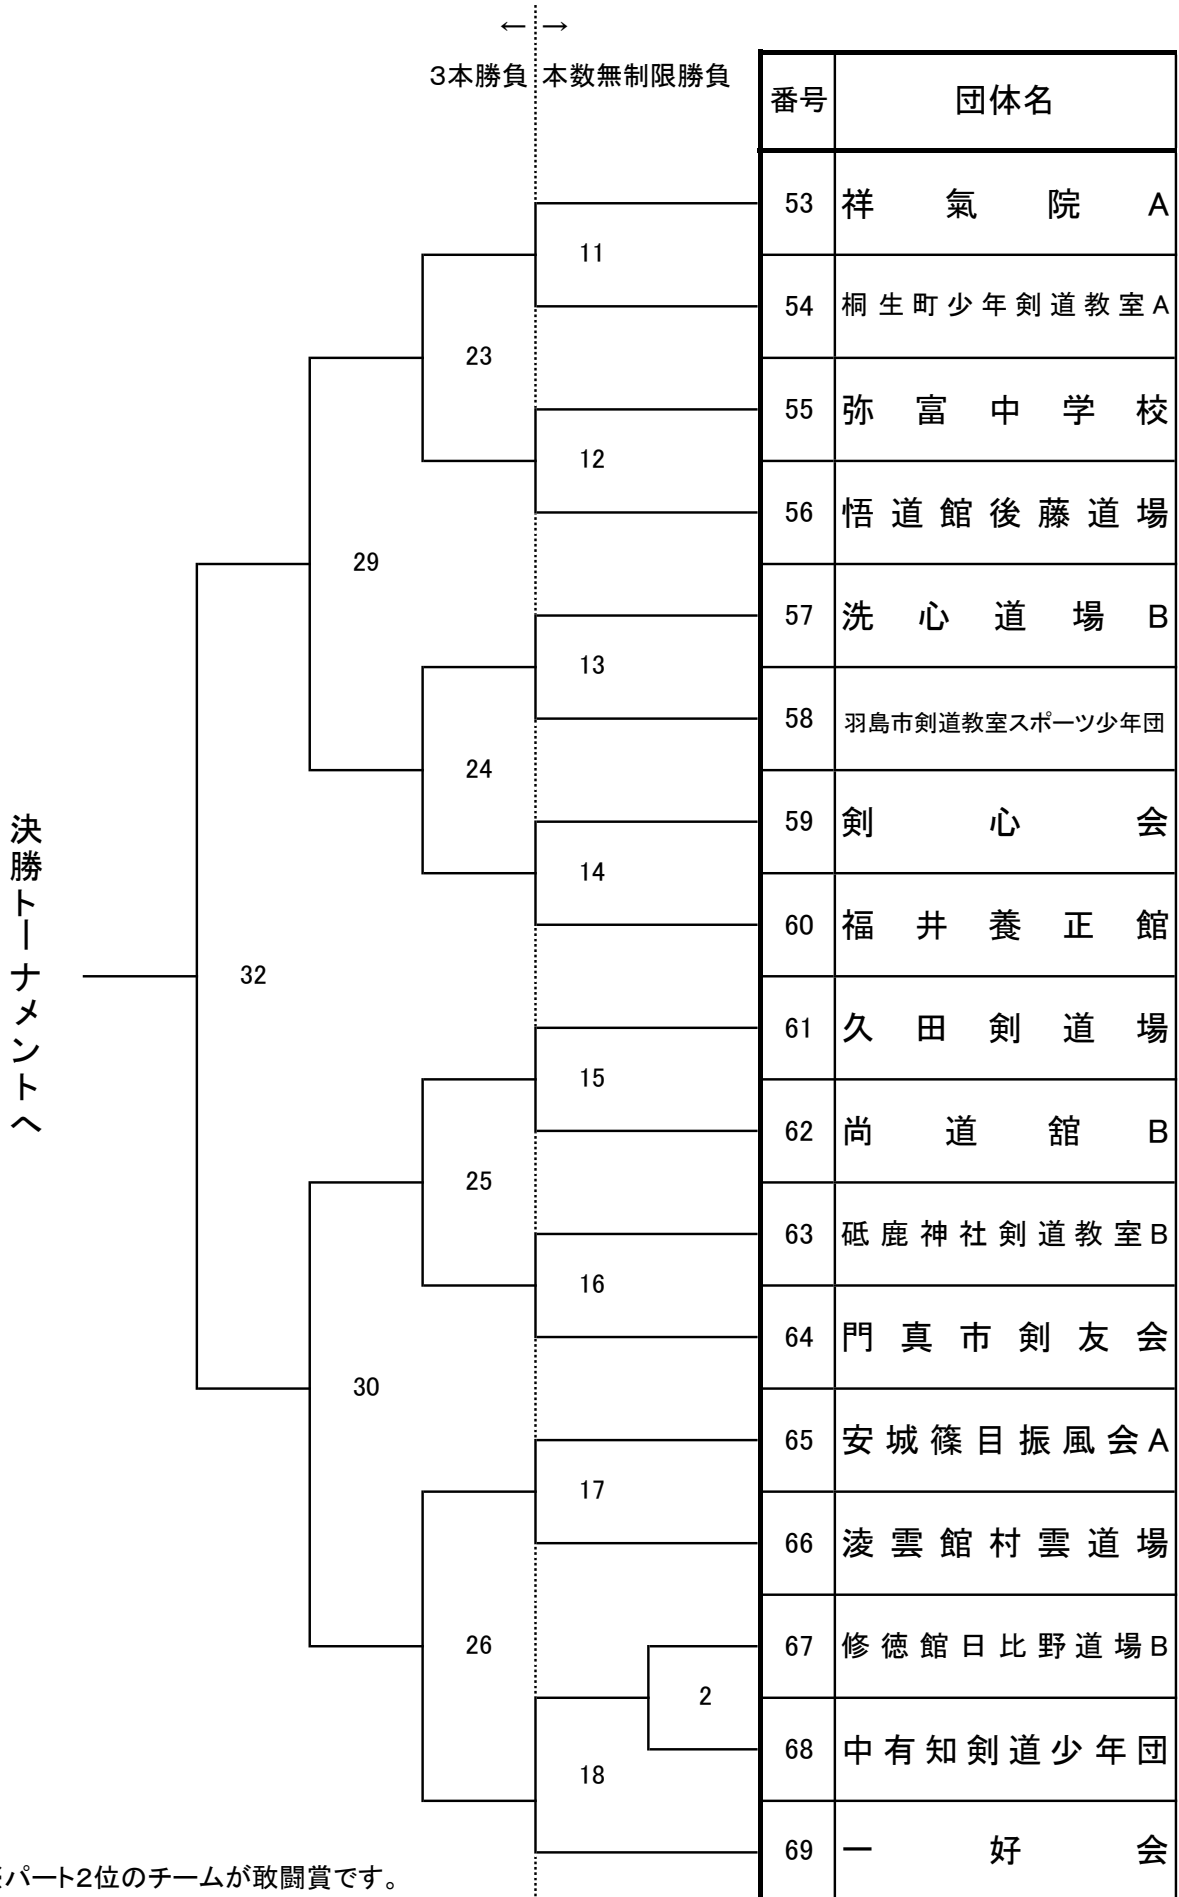 ← →
3本勝負 本数無制限勝負
番号 団体名
53 祥氣院A
11
54 桐生町少年剣道教室A
23
55 弥富中学校
12
56 悟道館後藤道場
29
57 洗心道場B
13
58 羽島市剣道教室スポーツ少年団
24
59 剣心会
14
60 福井養正館
決勝トーナメントへ
32
61 久田剣道場
15
62 尚道舘B
25
63 砥鹿神社剣道教室B
16
64 門真市剣友会
30
65 安城篠目振風会A
17
66 淩雲館村雲道場
26
67 修徳館日比野道場B
2
68 中有知剣道少年団
18
69 一好会
パート2位のチームが敢闘賞です。